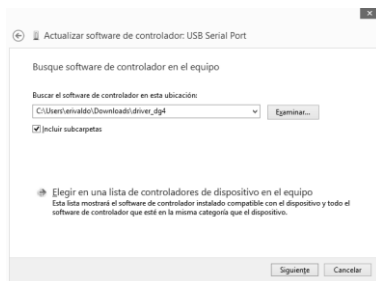 Actualizar software de controlador: USB Serial Port
Busque software de controlador en el equipo
Buscar el software de controlador en esta ubicación:
C:\Users\erivaldo\Downloads\driver_dg4
Examinar...
Incluir subcarpetas
Elegir en una lista de controladores de dispositivo en el equipo
Esta lista mostrará el software de controlador instalado compatible con el dispositivo y todo el
software de controlador que esté en la misma categoría que el dispositivo.
Siguiente Cancelar